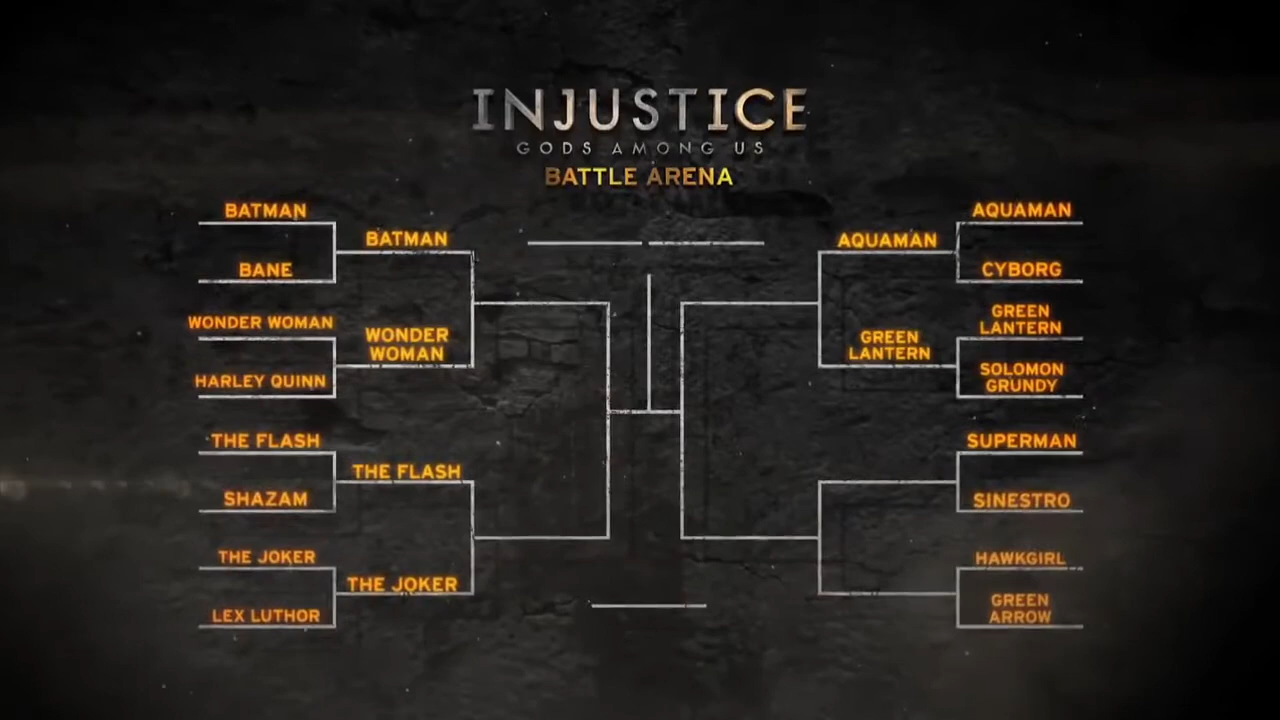 INJUSTICE
GODS AMONG US
BATTLE ARENA
BATMAN
BANE
WONDER WOMAN
HARLEY QUINN
THE FLASH
SHAZAM
THE JOKER
LEX LUTHOR
BATMAN
WONDER
WOMAN
THE FLASH
THE JOKER
AQUAMAN
GREEN
LANTERN
AQUAMAN
CYBORG
GREEN
LANTERN
SOLOMON
GRUNDY
SUPERMAN
SINESTRO
HAWKGIRL
GREEN
ARROW